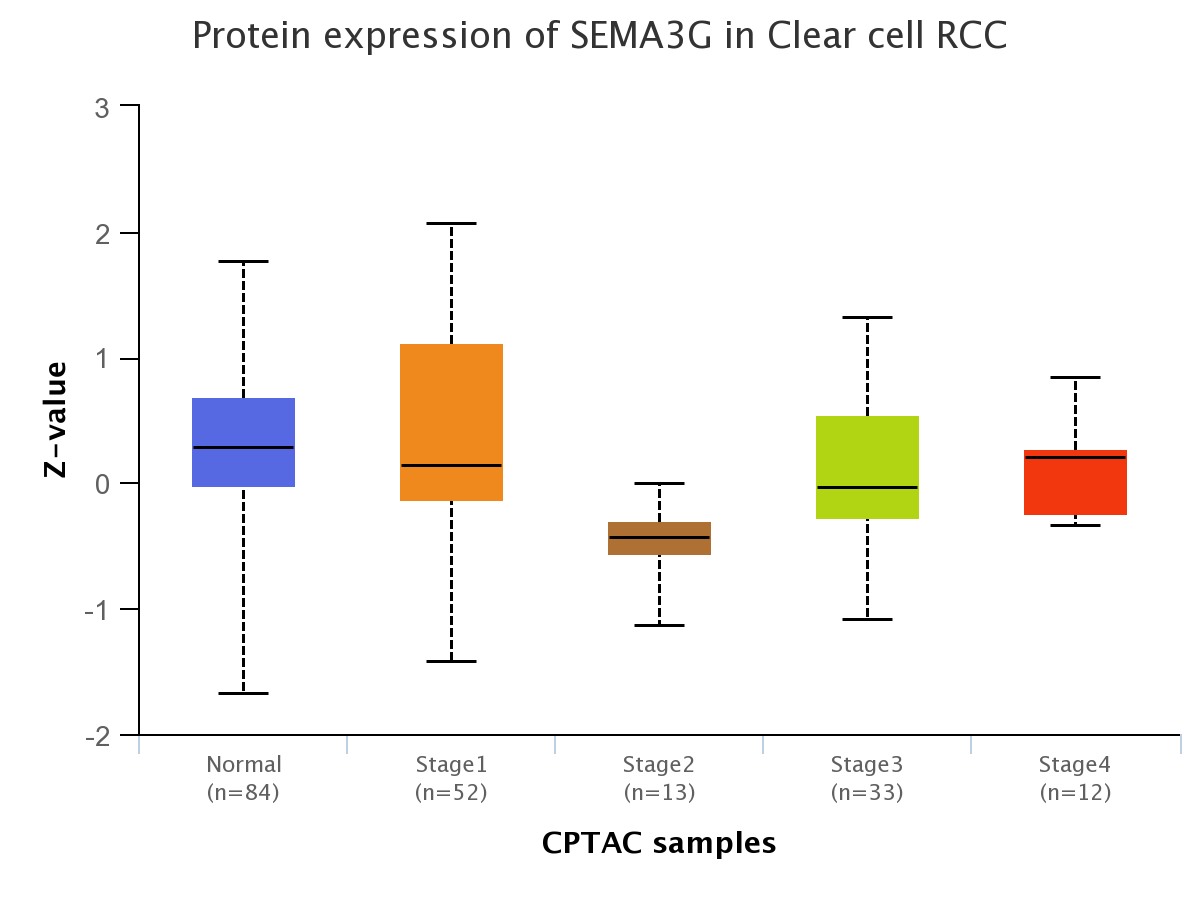 Protein expression of SEMA3G in Clear cell RCC
3
2
1
0
-1
-2
Z-value
Normal
(n=84)
Stage1
(n=52)
Stage2
(n=13)
Stage3
(n=33)
Stage4
(n=12)
CPTAC samples